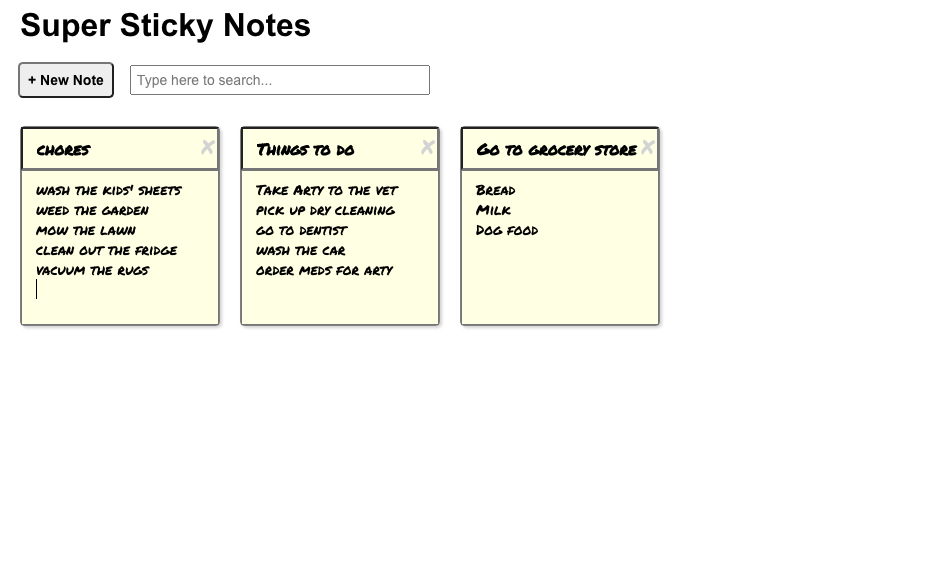 Super Sticky Notes
+ New Note
Type here to search...
chores
wash the kids' sheets
weed the garden
mow the lawn
clean out the fridge
vacuum the rugs
Things to do
Take Arty to the vet
pick up dry cleaning
go to dentist
wash the car
order meds for arty
Go to grocery store
Bread
Milk
Dog food